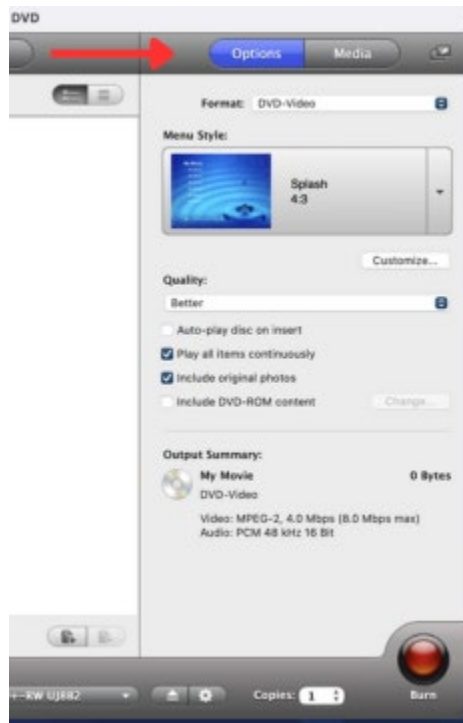 DVD
Options
Media
Format: DVD-Video
Menu Style:
Splash
4:3
Customize...
Quality:
Better
Auto-play disc on insert
Play all items continuously
Include original photos
Include DVD-ROM content
Change...
Output Summary:
My Movie
0 Bytes
DVD-Video
Video: MPEG-2, 4.0 Mbps (8.0 Mbps max)
Audio: PCM 48 kHz 16 Bit
-RW UJ882
Copies: 1
Burn